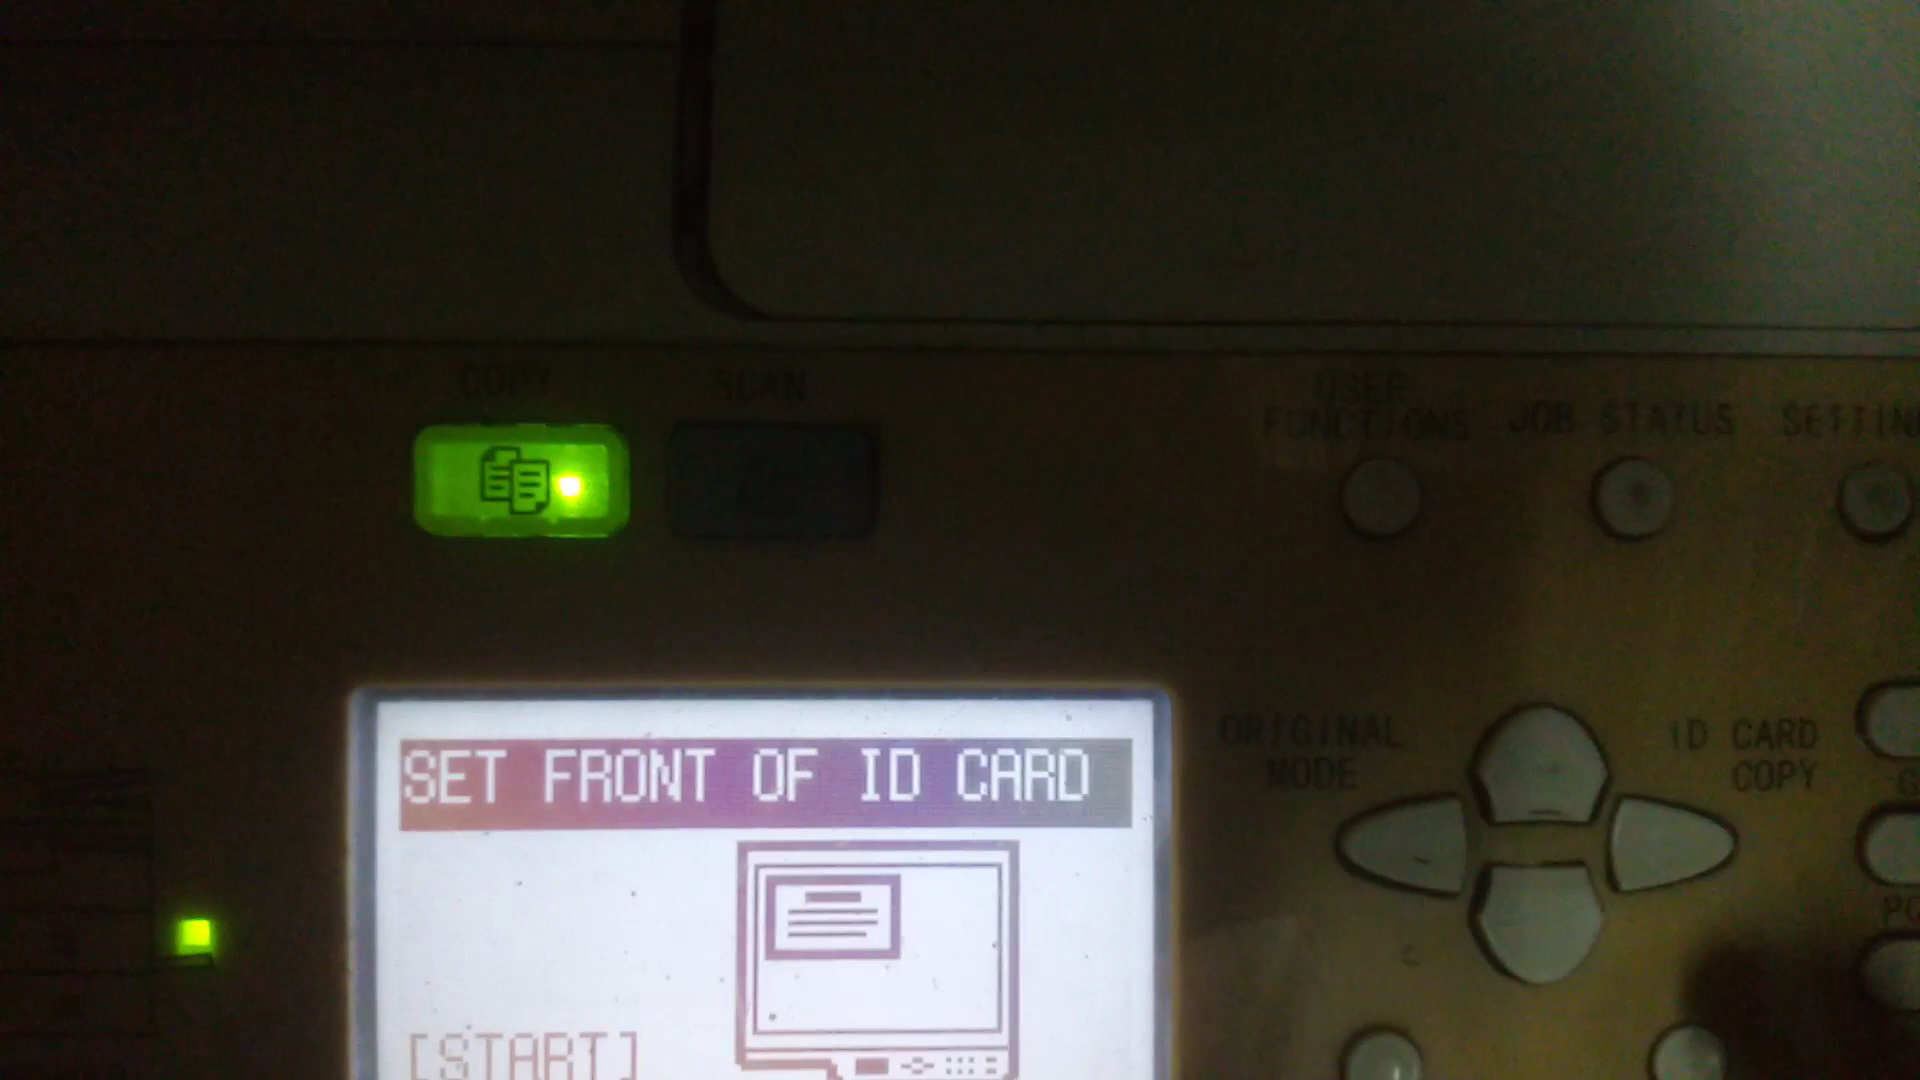 COPY
SCAN
USER
FUNCTIONS
JOB STATUS
SETTIN
SET FRONT OF ID CARD
ORIGINAL
MODE
ID CARD
COPY
[START]